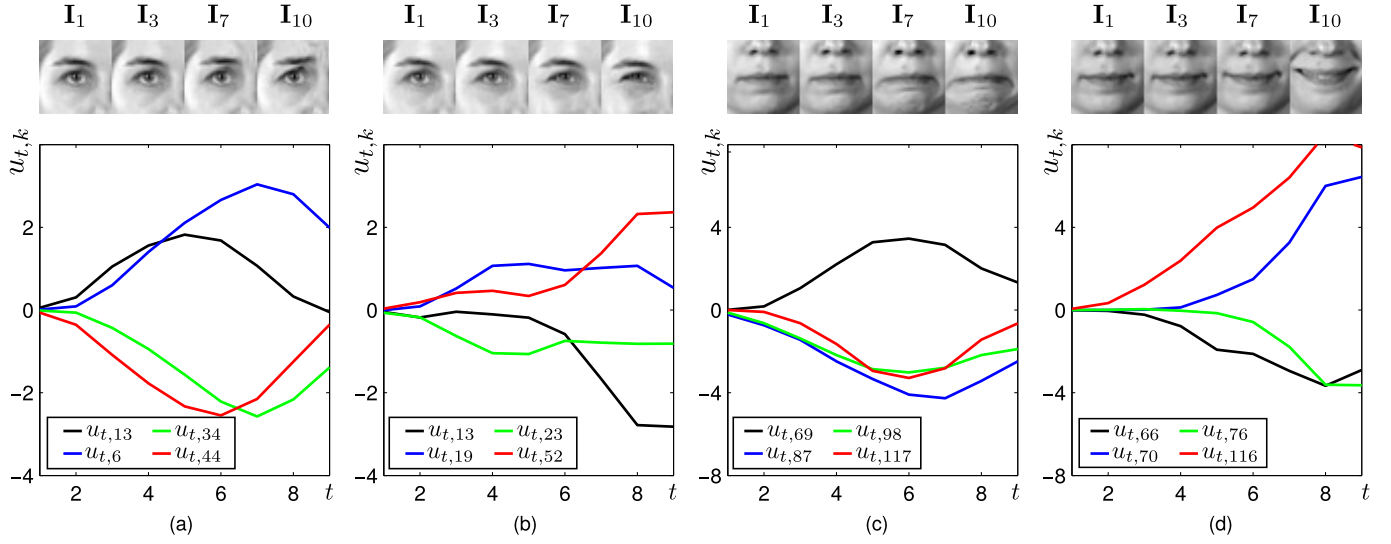 I1 I3 I7 I10 I1 I3 I7 I10 I1 I3 I7 I10 I1 I3 I7 I10
ut,k
2
0
−2
−4
ut,13 ut,34
ut,6 ut,44
2 4 6 8 t
(a)
ut,k
2
0
−2
−4
ut,13 ut,23
ut,19 ut,52
2 4 6 8 t
(b)
ut,k
4
0
−4
−8
ut,69 ut,98
ut,87 ut,117
2 4 6 8 t
(c)
ut,k
4
0
−4
−8
ut,66 ut,76
ut,70 ut,116
2 4 6 8 t
(d)